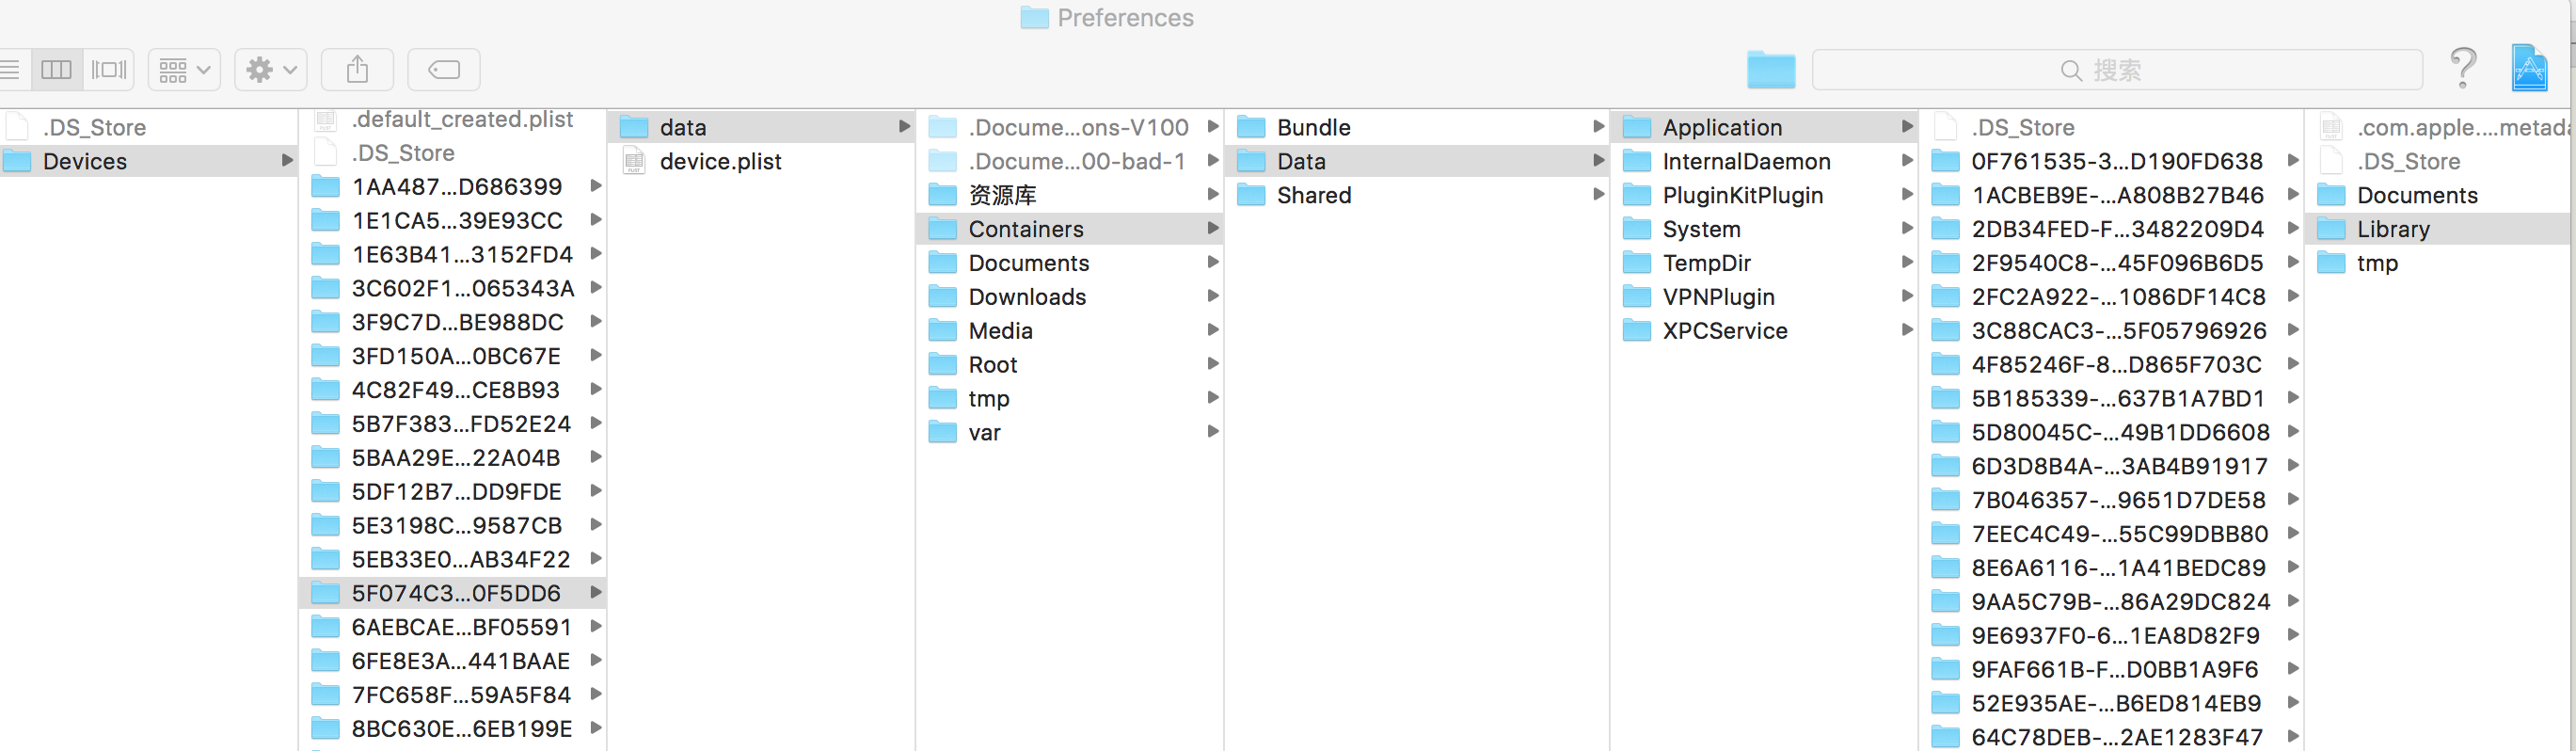 Preferences
搜索
.DS_Store
Devices
.default_created.plist
.DS_Store
1AA487...D686399
1E1CA5...39E93CC
1E63B41...3152FD4
3C602F1...065343A
3F9C7D...BE988DC
3FD150A...0BC67E
4C82F49...CE8B93
5B7F383...FD52E24
5BAA29E...22A04B
5DF12B7...DD9FDE
5E3198C...9587CB
5EB33E0...AB34F22
5F074C3...0F5DD6
6AEBCAE...BF05591
6FE8E3A...441BAAE
7FC658F...59A5F84
8BC630E...6EB199E
data
device.plist
.Docume...ons-V100
.Docume...00-bad-1
资源库
Containers
Documents
Downloads
Media
Root
tmp
var
Bundle
Data
Shared
Application
InternalDaemon
PluginKitPlugin
System
TempDir
VPNPlugin
XPCService
.DS_Store
0F761535-3...D190FD638
1ACBEB9E-...A808B27B46
2DB34FED-F...3482209D4
2F9540C8-...45F096B6D5
2FC2A922-...1086DF14C8
3C88CAC3-...5F05796926
4F85246F-8...D865F703C
5B185339-...637B1A7BD1
5D80045C-...49B1DD6608
6D3D8B4A-...3AB4B91917
7B046357-...9651D7DE58
7EEC4C49-...55C99DBB80
8E6A6116-...1A41BEDC89
9AA5C79B-...86A29DC824
9E6937F0-6...1EA8D82F9
9FAF661B-F...D0BB1A9F6
52E935AE-...B6ED814EB9
64C78DEB-...2AE1283F47
.com.apple....metada
.DS_Store
Documents
Library
tmp